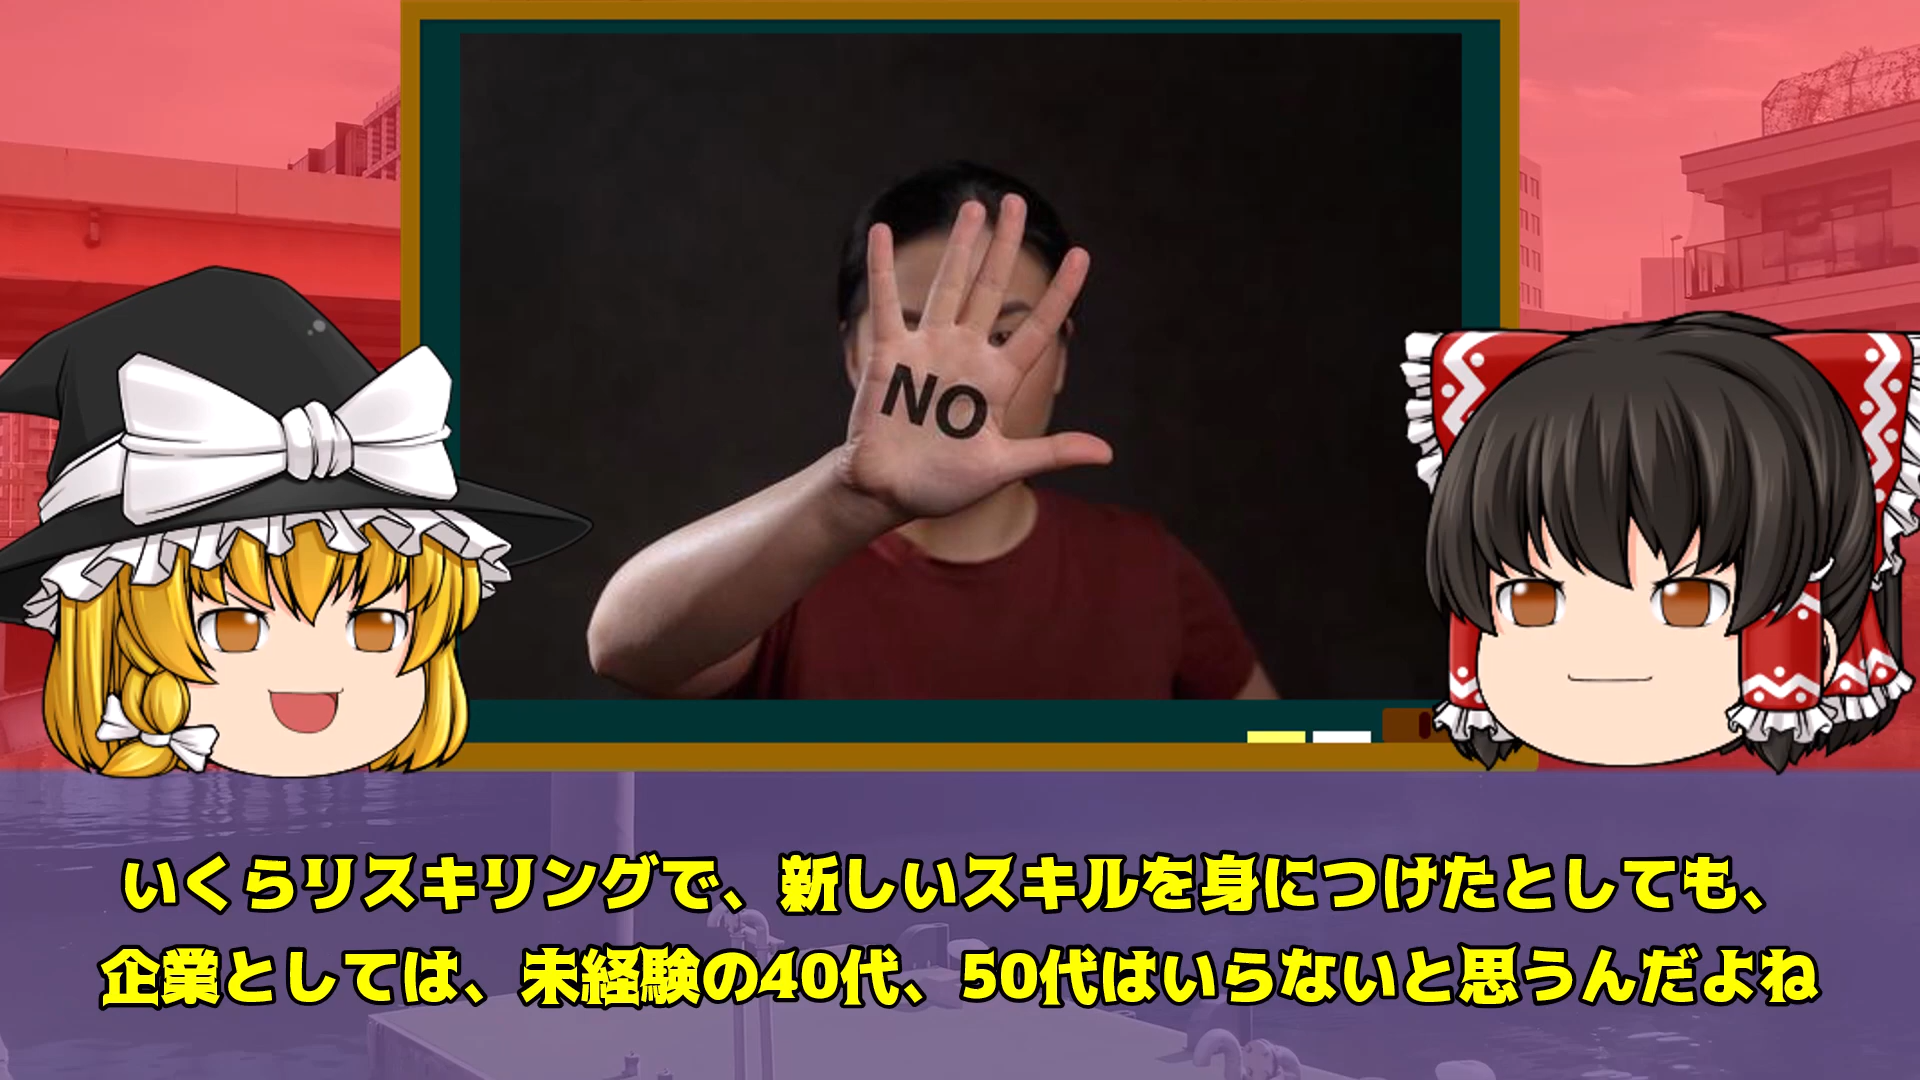 NO
いくらリスキリングで、新しいスキルを身につけたとしても、
企業としては、未経験の40代、50代はいらないと思うんだよね